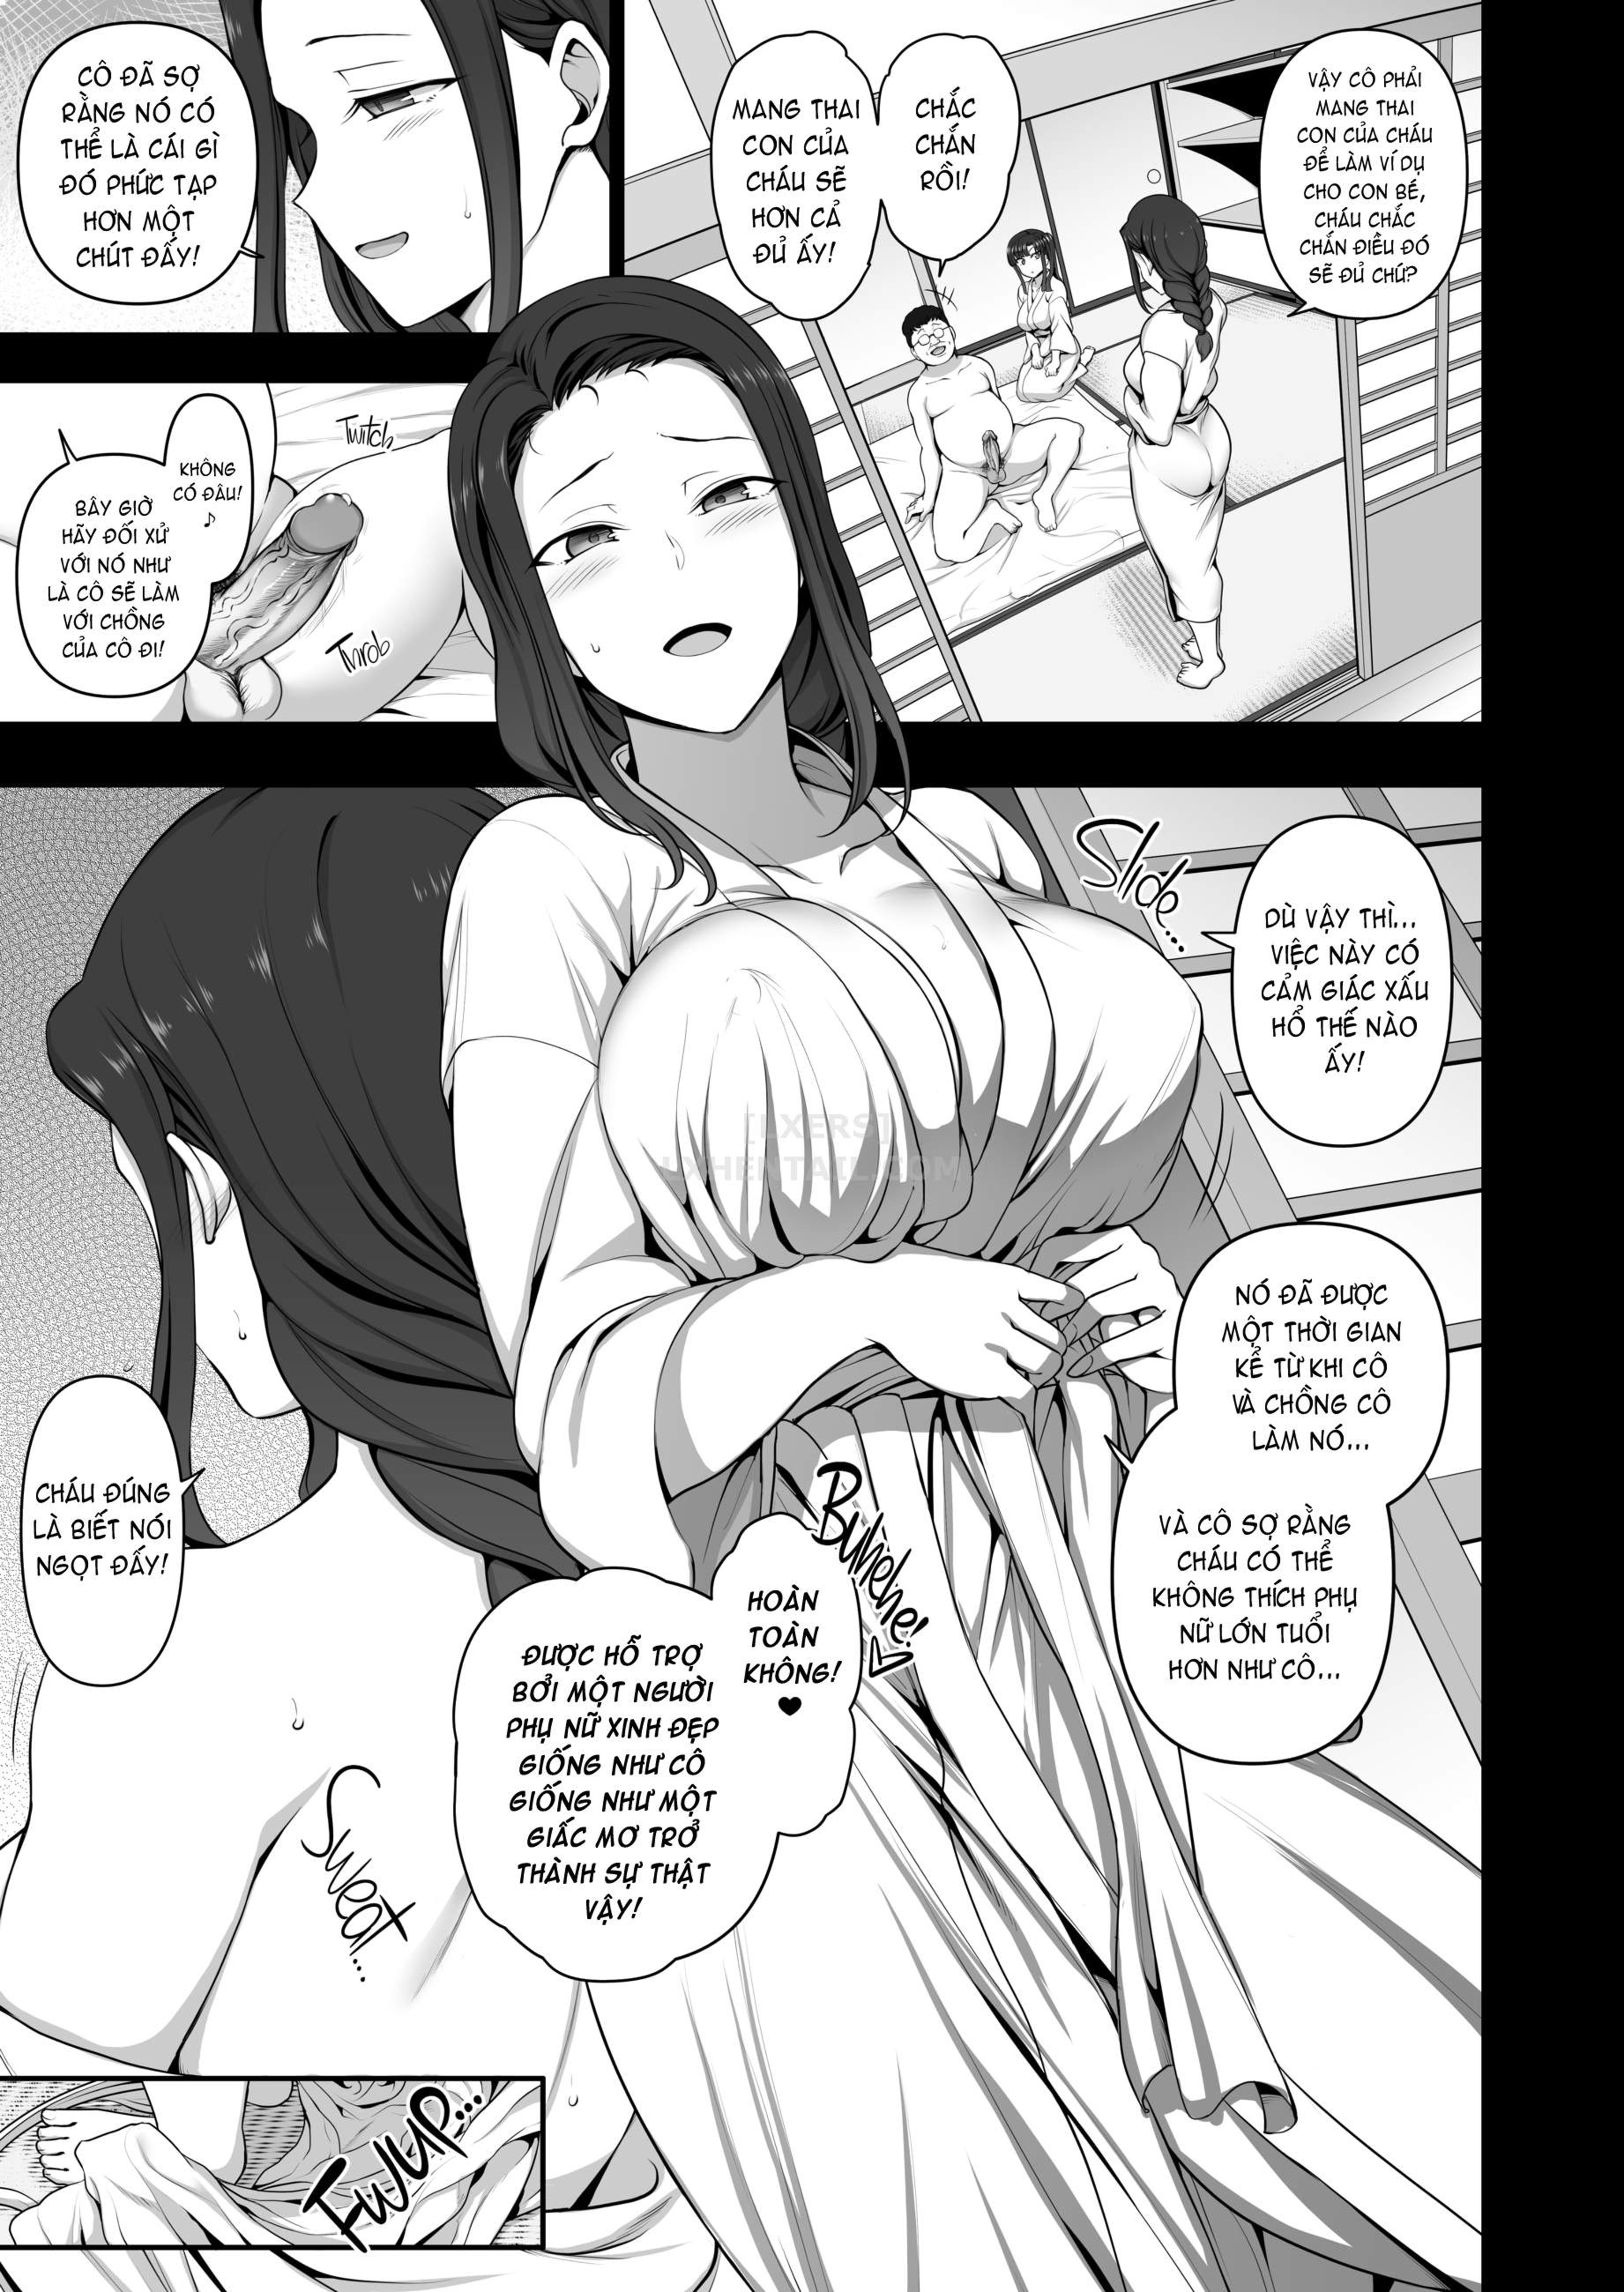 VẬY CÔ PHẢI
MANG THAI
CON CỦA CHÁU
ĐỂ LÀM VÍ DỤ
CHO CON BÉ,
CHÁU CHẮC
CHẮN ĐIỀU ĐÓ
SẼ ĐỦ CHỨ?
CHẮC
CHẮN
RỒI!
MANG THAI
CON CỦA
CHÁU SẼ
HƠN CẢ
ĐỦ ẤY!
CÔ ĐÃ SỢ
RẰNG NÓ CÓ
THỂ LÀ CÁI GÌ
ĐÓ PHỨC TẠP
HƠN MỘT
CHÚT ĐẤY!
TWITCH
KHÔNG
CÓ ĐÂU!
♪
BÂY GIỜ
HÃY ĐỐI XỬ
VỚI NÓ NHƯ
LÀ CÔ SẼ LÀM
VỚI CHỒNG
CỦA CÔ ĐI!
THROB
SLIDE...
DÙ VẬY THÌ...
VIỆC NÀY CÓ
CẢM GIÁC XẤU
HỔ THẾ NÀO
ẤY!
[LXERS]
LXHENTAI.COM
NÓ ĐÃ ĐƯỢC
MỘT THỜI GIAN
KỂ TỪ KHI CÔ
VÀ CHỒNG CÔ
LÀM NÓ...
VÀ CÔ SỢ RẰNG
CHÁU CÓ THỂ
KHÔNG THÍCH PHỤ
NỮ LỚN TUỔI
HƠN NHƯ CÔ...
BUHEHE!
HOÀN
TOÀN
KHÔNG!
♥
ĐƯỢC HỖ TRỢ
BỞI MỘT NGƯỜI
PHỤ NỮ XINH ĐẸP
GIỐNG NHƯ CÔ
GIỐNG NHƯ MỘT
GIẤC MƠ TRỞ
THÀNH SỰ THẬT
VẬY!
SWEAT...
CHÁU ĐÚNG
LÀ BIẾT NÓI
NGỌT ĐẤY!
FWUP...